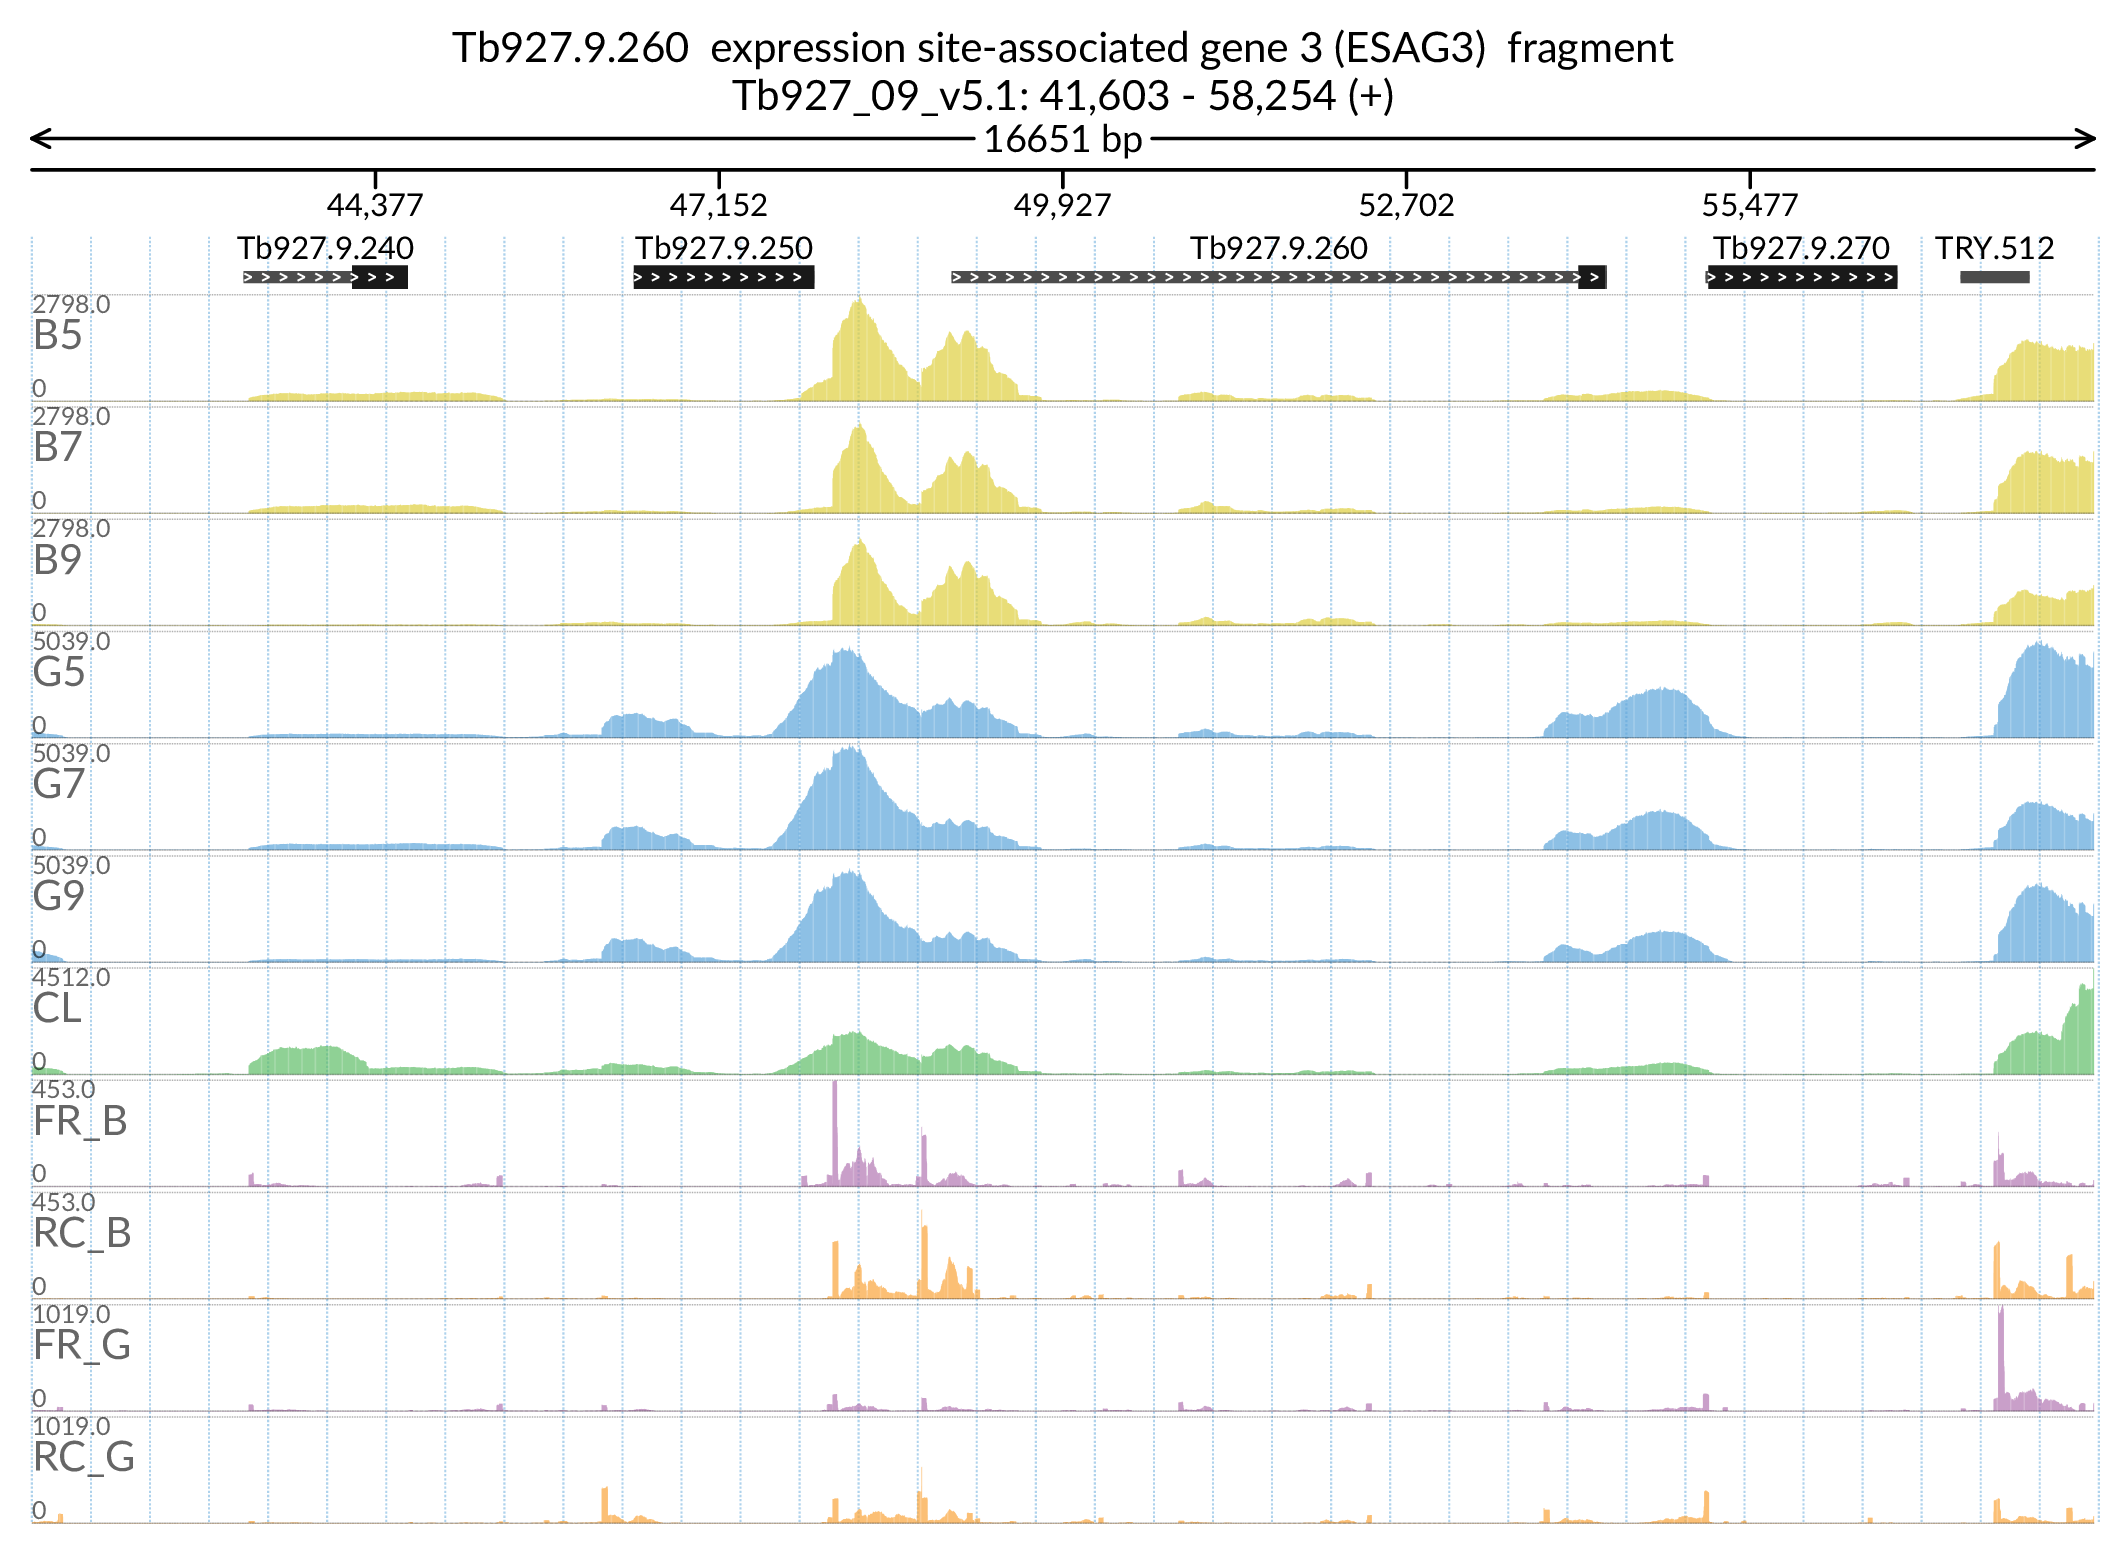 Tb927.9.260  expression site-associated gene 3 (ESAG3)  fragment
Tb927_09_v5.1: 41,603 - 58,254 (+)
16651 bp
44,377 47,152 49,927 52,702 55,477
Tb927.9.240 Tb927.9.250 Tb927.9.260 Tb927.9.270 TRY.512
2798.0
B5
0
2798.0
B7
0
2798.0
B9
0
5039.0
G5
0
5039.0
G7
0
5039.0
G9
0
4512.0
CL
0
453.0
FR_B
0
453.0
RC_B
0
1019.0
FR_G
0
1019.0
RC_G
0